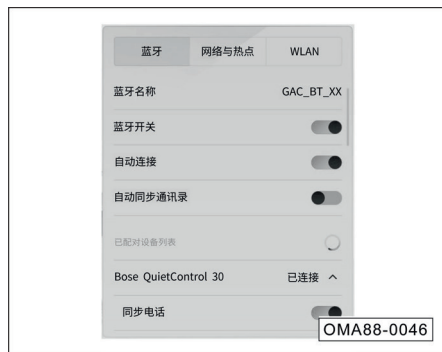 蓝牙 网络与热点 WLAN
蓝牙名称 GAC_BT_XX
蓝牙开关
自动连接
自动同步通讯录
已配对设备列表
Bose QuietControl 30 已连接
同步电话
OMA88-0046